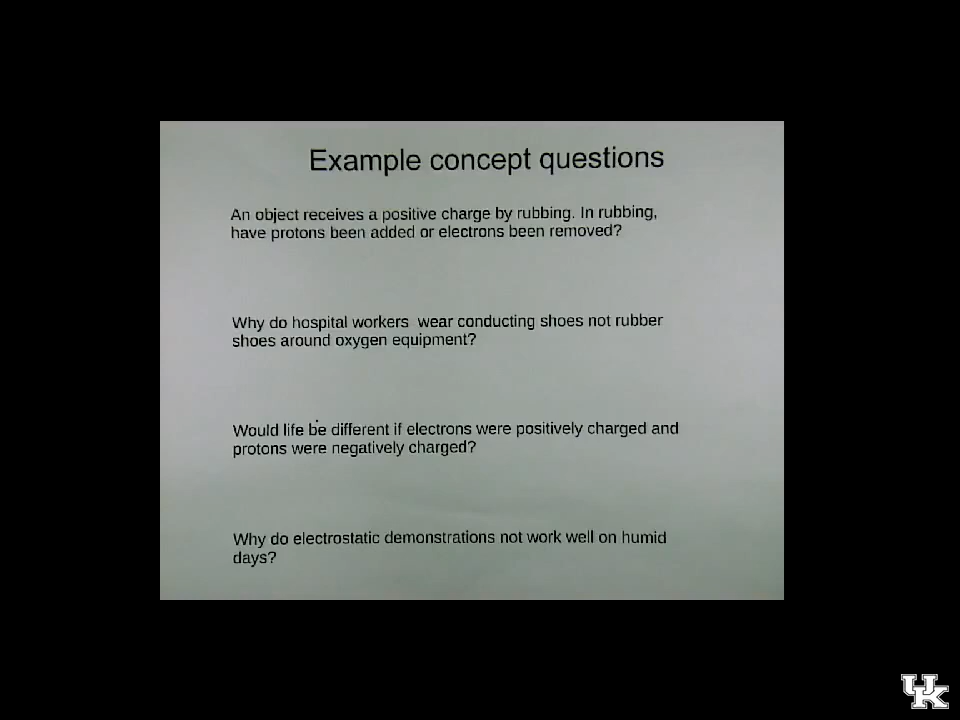 Example concept questions
An object receives a positive charge by rubbing. In rubbing,
have protons been added or electrons been removed?
Why do hospital workers wear conducting shoes not rubber
shoes around oxygen equipment?
Would life be different if electrons were positively charged and
protons were negatively charged?
Why do electrostatic demonstrations not work well on humid
days?
UK